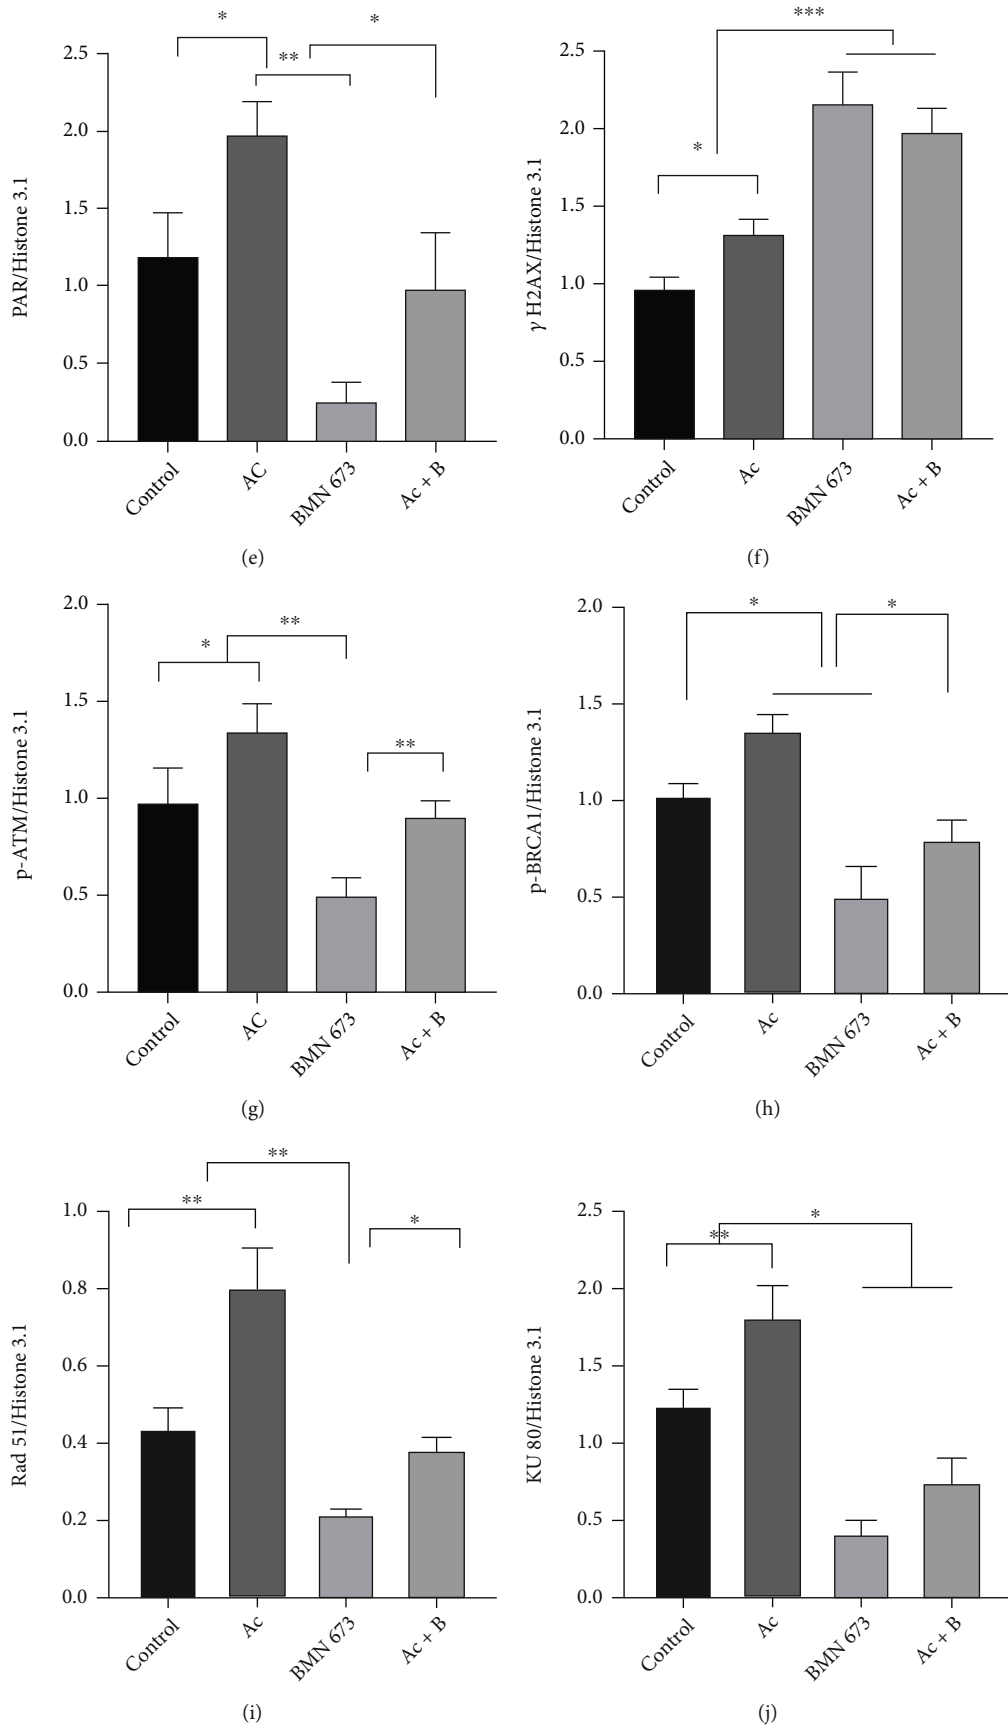 * ** *
2.5
2.0
1.5
1.0
0.5
0.0
PAR/Histone 3.1
Control AC BMN 673 Ac + B
(e)
***
*
2.5
2.0
1.5
1.0
0.5
0.0
γ H2AX/Histone 3.1
Control Ac BMN 673 Ac + B
(f)
* ** **
2.0
1.5
1.0
0.5
0.0
p-ATM/Histone 3.1
Control AC BMN 673 Ac + B
(g)
* *
2.0
1.5
1.0
0.5
0.0
p-BRCA1/Histone 3.1
Control Ac BMN 673 Ac + B
(h)
** ** *
1.0
0.8
0.6
0.4
0.2
0.0
Rad 51/Histone 3.1
Control Ac BMN 673 Ac + B
(i)
** *
2.5
2.0
1.5
1.0
0.5
0.0
KU 80/Histone 3.1
Control Ac BMN 673 Ac + B
(j)